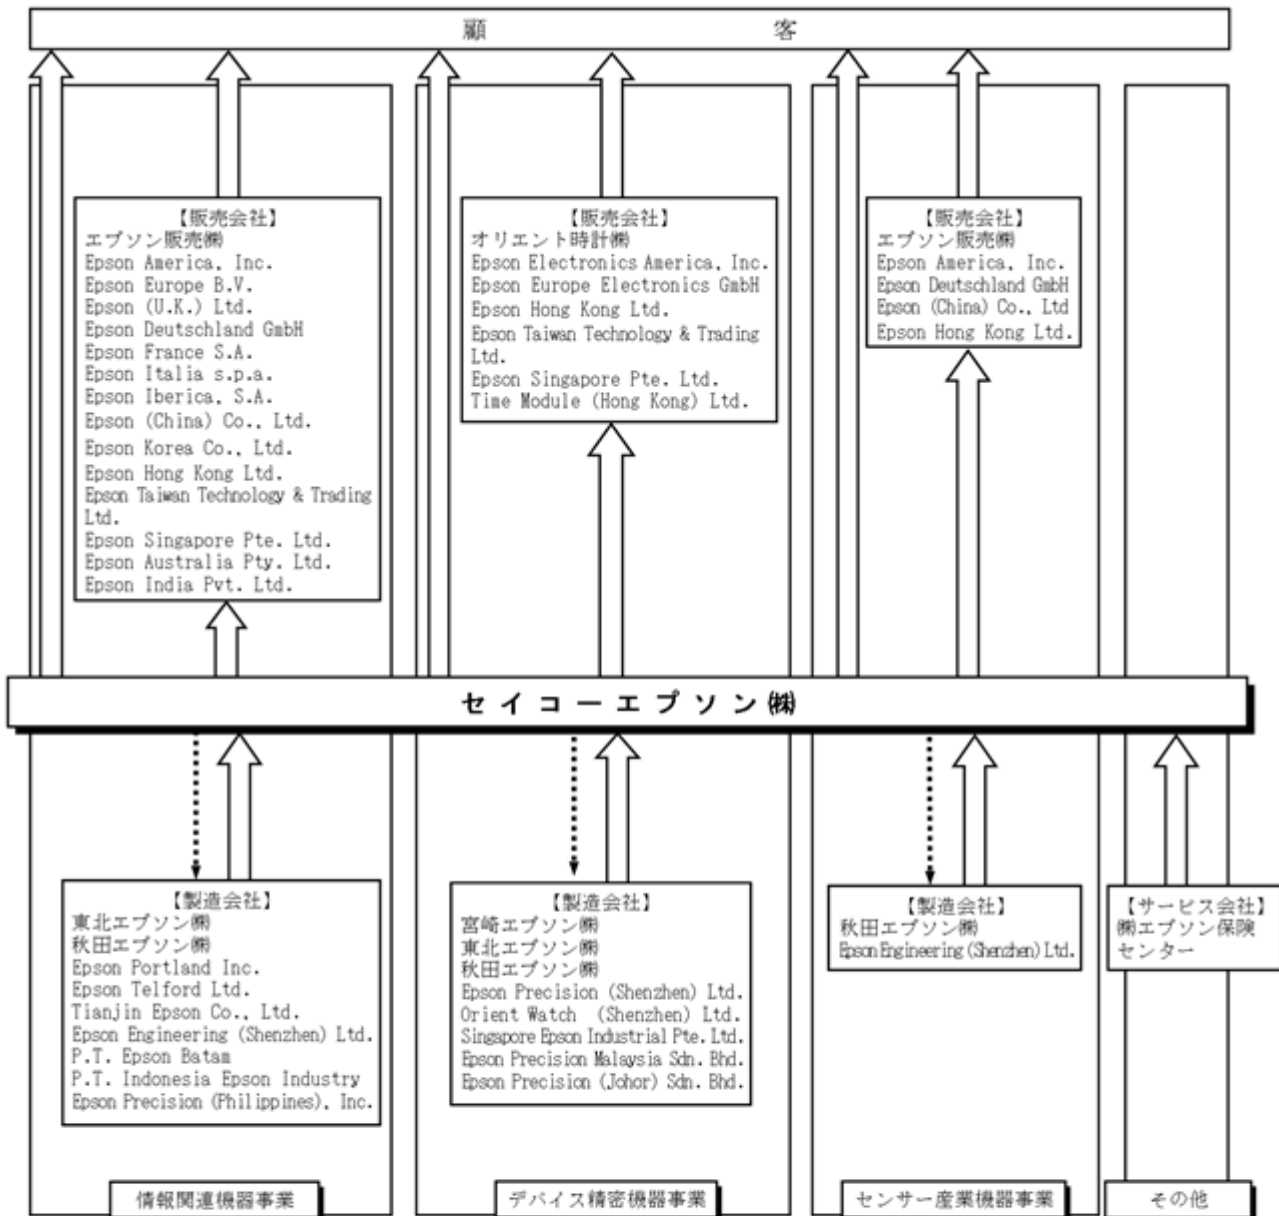 顧客
【販売会社】
エプソン販売㈱
Epson America, Inc.
Epson Europe B.V.
Epson (U.K.) Ltd.
Epson Deutschland GmbH
Epson France S.A.
Epson Italia s.p.a.
Epson Iberica, S.A.
Epson (China) Co., Ltd.
Epson Korea Co., Ltd.
Epson Hong Kong Ltd.
Epson Taiwan Technology & Trading
Ltd.
Epson Singapore Pte. Ltd.
Epson Australia Pty. Ltd.
Epson India Pvt. Ltd.
【販売会社】
オリエント時計㈱
Epson Electronics America, Inc.
Epson Europe Electronics GmbH
Epson Hong Kong Ltd.
Epson Taiwan Technology & Trading
Ltd.
Epson Singapore Pte. Ltd.
Time Module (Hong Kong) Ltd.
【販売会社】
エプソン販売㈱
Epson America, Inc.
Epson Deutschland GmbH
Epson (China) Co., Ltd
Epson Hong Kong Ltd.
セイコーエプソン㈱
【製造会社】
東北エプソン㈱
秋田エプソン㈱
Epson Portland Inc.
Epson Telford Ltd.
Tianjin Epson Co., Ltd.
Epson Engineering (Shenzhen) Ltd.
P.T. Epson Batam
P.T. Indonesia Epson Industry
Epson Precision (Philippines), Inc.
【製造会社】
宮崎エプソン㈱
東北エプソン㈱
秋田エプソン㈱
Epson Precision (Shenzhen) Ltd.
Orient Watch (Shenzhen) Ltd.
Singapore Epson Industrial Pte. Ltd.
Epson Precision Malaysia Sdn. Bhd.
Epson Precision (Johor) Sdn. Bhd.
【製造会社】
秋田エプソン㈱
Epson Engineering (Shenzhen) Ltd.
【サービス会社】
㈱エプソン保険
センター
情報関連機器事業
デバイス精密機器事業
センサー産業機器事業
その他